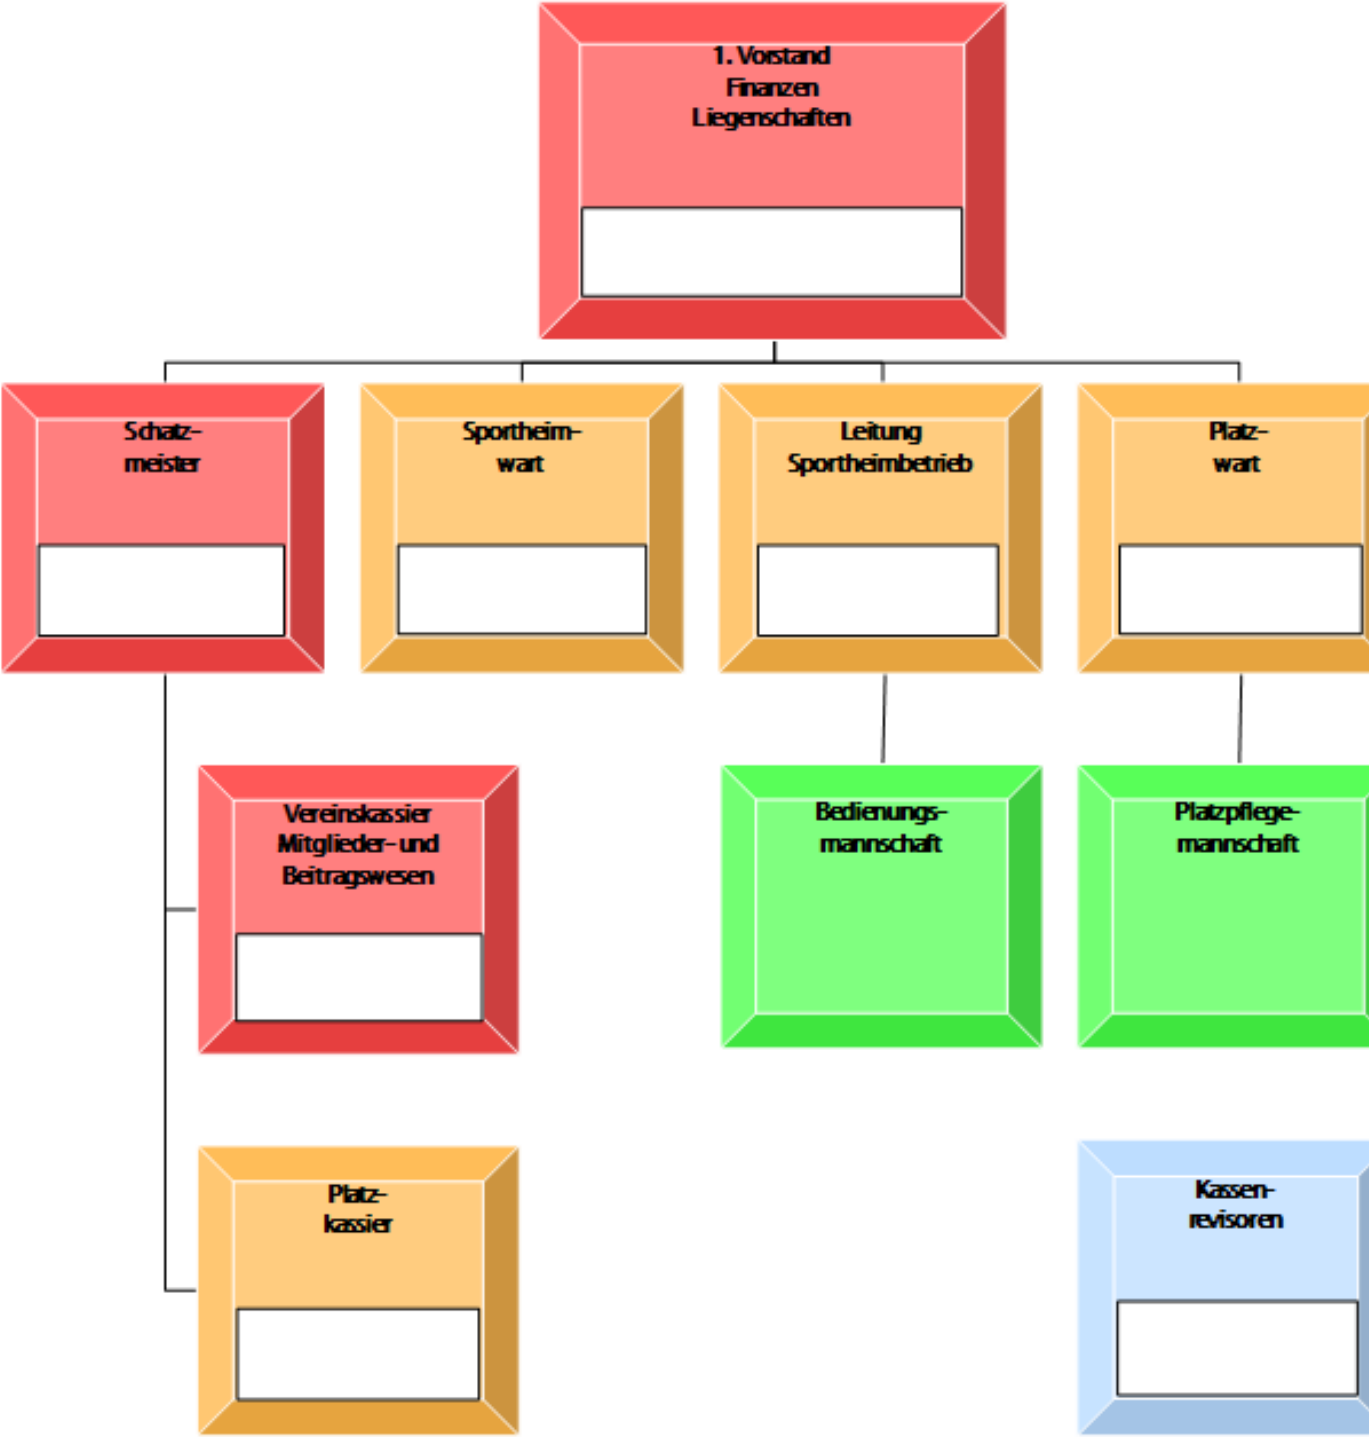 1. Vorstand
Finanzen
Liegenschaften
Schatz-
meister
Sportheim-
wart
Leitung
Sportheimbetrieb
Platz-
wart
Vereinskassier
Mitglieder- und
Beitragswesen
Bedienungs-
mannschaft
Platzpflege-
mannschaft
Platz-
kassier
Kassen-
revisoren